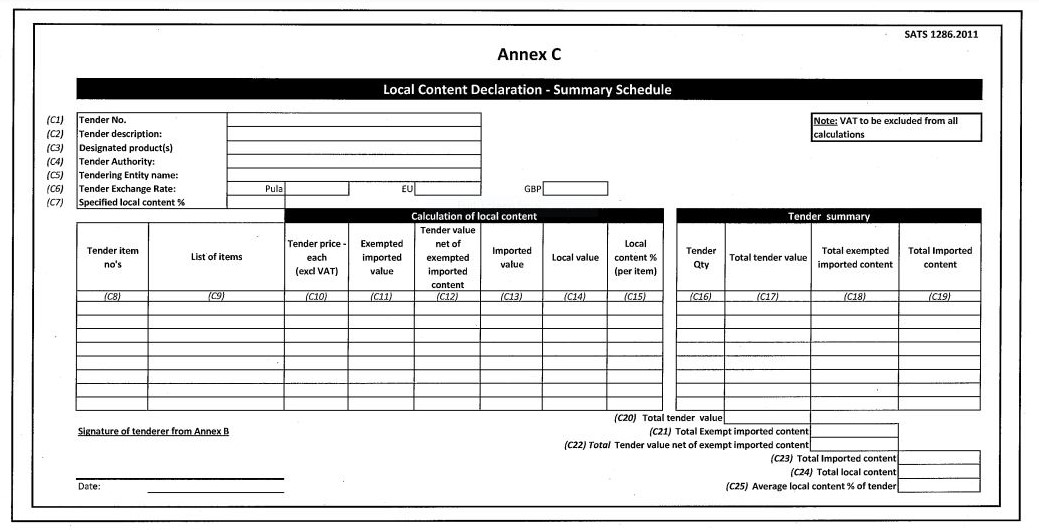 SATS 1286.2011
Annex C
Local Content Declaration - Summary Schedule
(C1) Tender No.
(C2) Tender description:
(C3) Designated product(s)
(C4) Tender Authority:
(C5) Tendering Entity name:
(C6) Tender Exchange Rate: Pula EU GBP
(C7) Specified local content %
Note: VAT to be excluded from all
calculations
Calculation of local content
Tender summary
Tender item
no's
List of items
Tender price -
each
(excl VAT)
Exempted
imported
value
Tender value
net of
exempted
imported
content
Imported
value
Local value
Local
content %
(per item)
Tender
Qty
Total tender value
Total exempted
imported content
Total Imported
content
(C8) (C9) (C10) (C11) (C12) (C13) (C14) (C15) (C16) (C17) (C18) (C19)
(C20) Total tender value
(C21) Total Exempt imported content
(C22) Total Tender value net of exempt imported content
(C23) Total Imported content
(C24) Total local content
(C25) Average local content % of tender
Signature of tenderer from Annex B
Date: